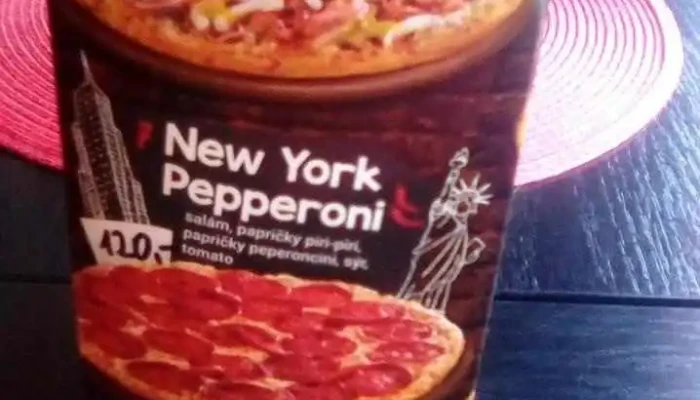 New York
Pepperoni
salám, papričky piri-piri,
papričky peperoncini, sýr,
tomato
120,-